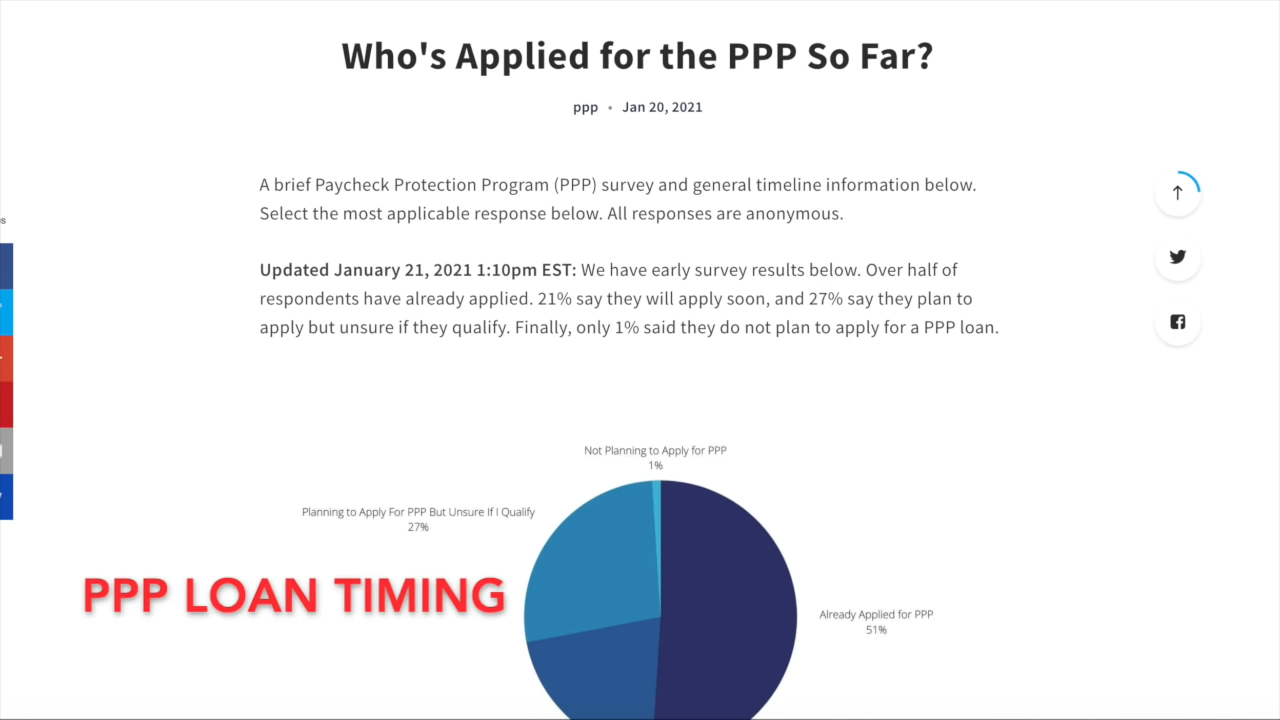 Who's Applied for the PPP So Far?
ppp • Jan 20, 2021
A brief Paycheck Protection Program (PPP) survey and general timeline information below.
Select the most applicable response below. All responses are anonymous.
Updated January 21, 2021 1:10pm EST: We have early survey results below. Over half of
respondents have already applied. 21% say they will apply soon, and 27% say they plan to
apply but unsure if they qualify. Finally, only 1% said they do not plan to apply for a PPP loan.
Not Planning to Apply for PPP
1%
Planning to Apply For PPP But Unsure If I Qualify
27%
PPP LOAN TIMING
Already Applied for PPP
51%